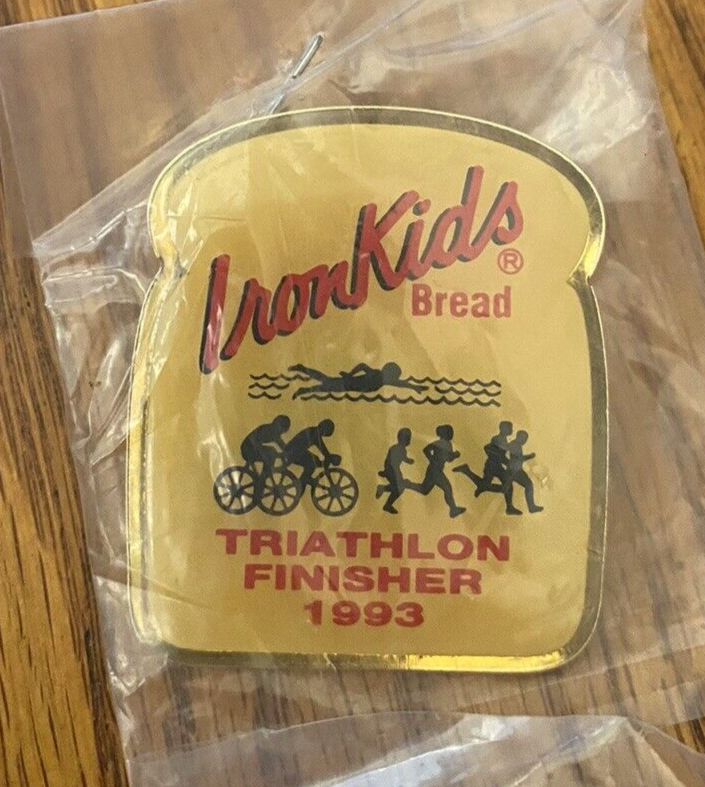 IronKids®
Bread
TRIATHLON
FINISHER
1993